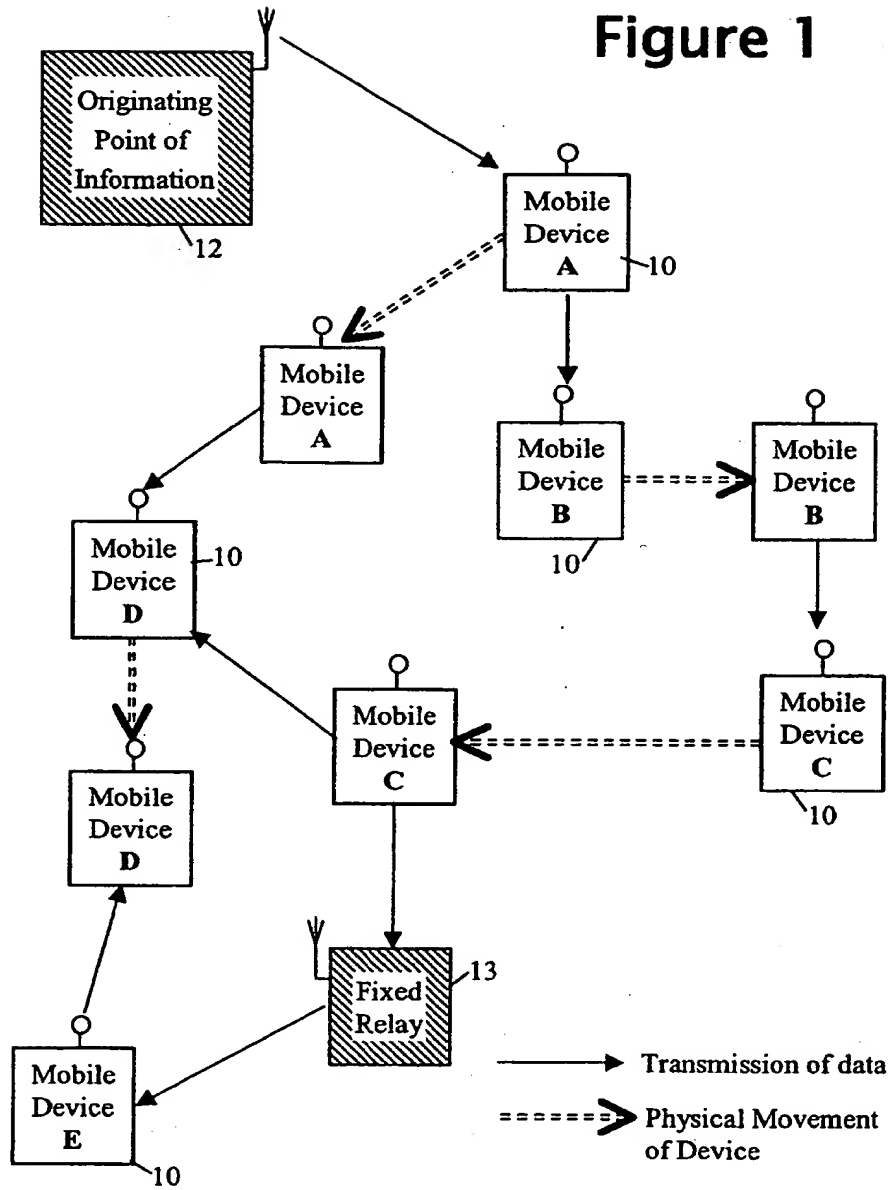 Figure 1
Originating
Point of
Information
12
Mobile
Device
A
10
Mobile
Device
A
Mobile
Device
B
10
Mobile
Device
B
Mobile
Device
D
10
Mobile
Device
C
Mobile
Device
C
10
Mobile
Device
D
Fixed
Relay
13
Mobile
Device
E
10
Transmission of data
Physical Movement
of Device